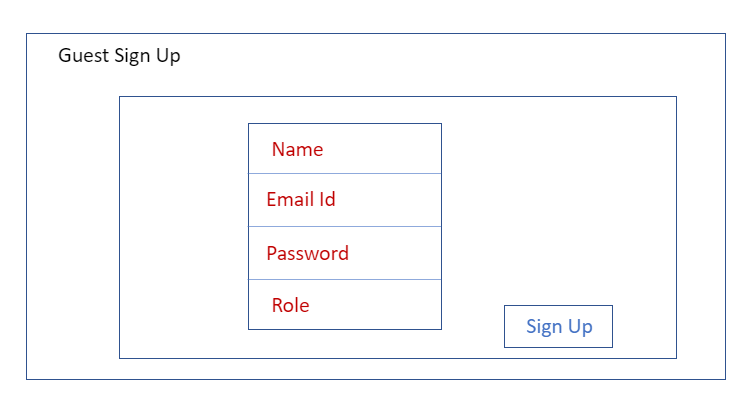 Guest Sign Up
Name
Email Id
Password
Role
Sign Up